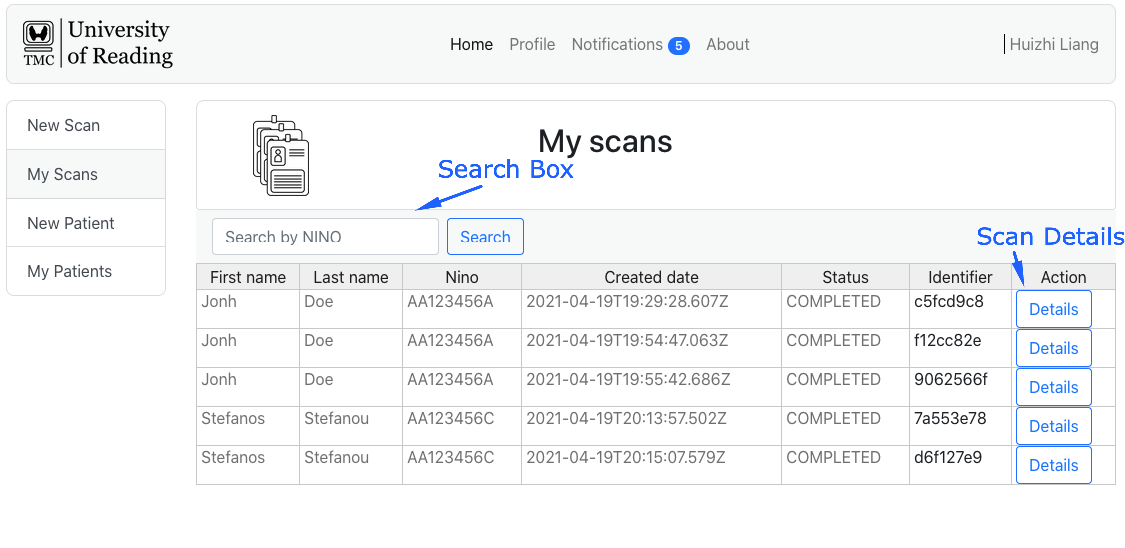 University
of Reading
TMC
Home Profile Notifications 5 About
Huizhi Liang
New Scan
My Scans
New Patient
My Patients
My scans
Search Box
Search by NINO Search
Scan Details
First name Last name Nino Created date Status Identifier Action
Jonh Doe AA123456A 2021-04-19T19:29:28.607Z COMPLETED c5fcd9c8 Details
Jonh Doe AA123456A 2021-04-19T19:54:47.063Z COMPLETED f12cc82e Details
Jonh Doe AA123456A 2021-04-19T19:55:42.686Z COMPLETED 9062566f Details
Stefanos Stefanou AA123456C 2021-04-19T20:13:57.502Z COMPLETED 7a553e78 Details
Stefanos Stefanou AA123456C 2021-04-19T20:15:07.579Z COMPLETED d6f127e9 Details